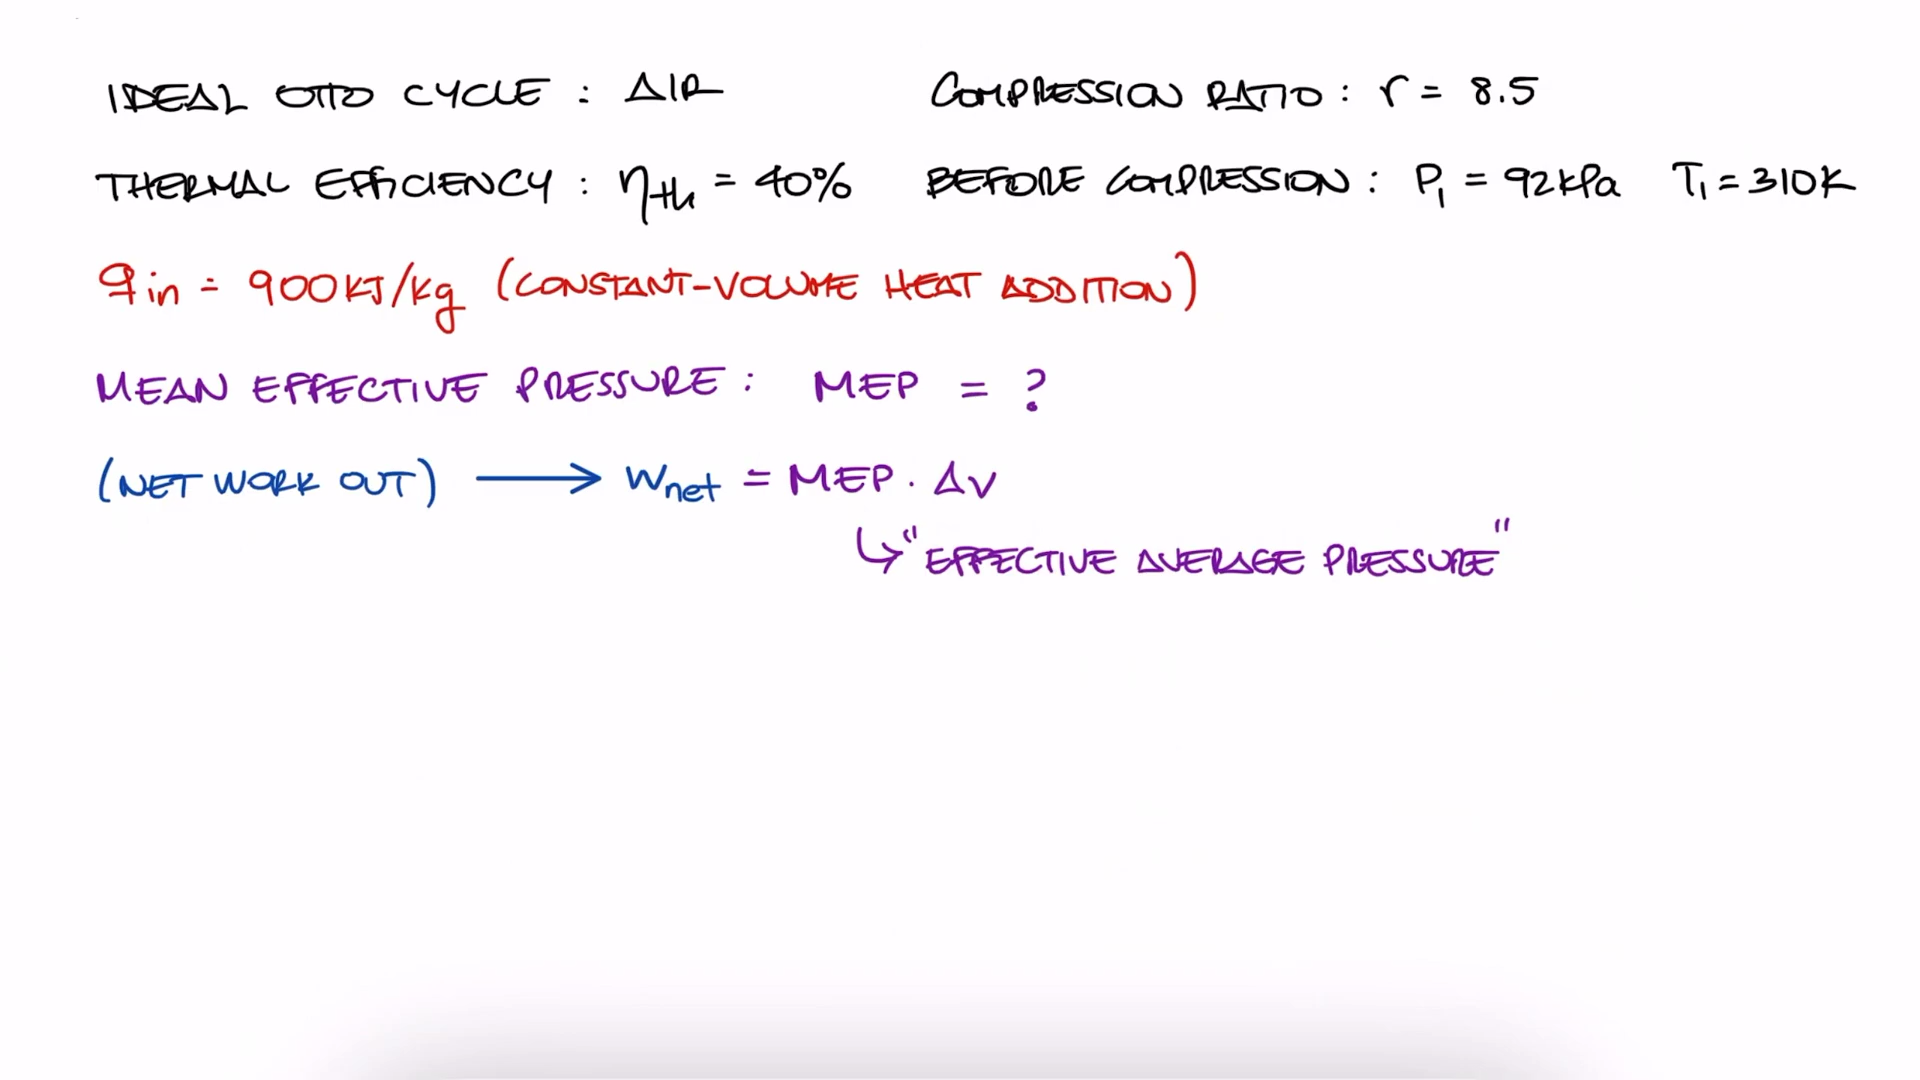 IDEAL OTTO CYCLE : AIR COMPRESSION RATIO : r = 8.5
THERMAL EFFICIENCY : ηth = 40% BEFORE COMPRESSION : P₁ = 92kPa T₁ = 310K
qin = 900KJ/kg (CONSTANT-VOLUME HEAT ADDITION)
MEAN EFFECTIVE PRESSURE : MEP = ?
(NET WORK OUT) → Wnet = MEP · Δv
↳ "EFFECTIVE AVERAGE PRESSURE"